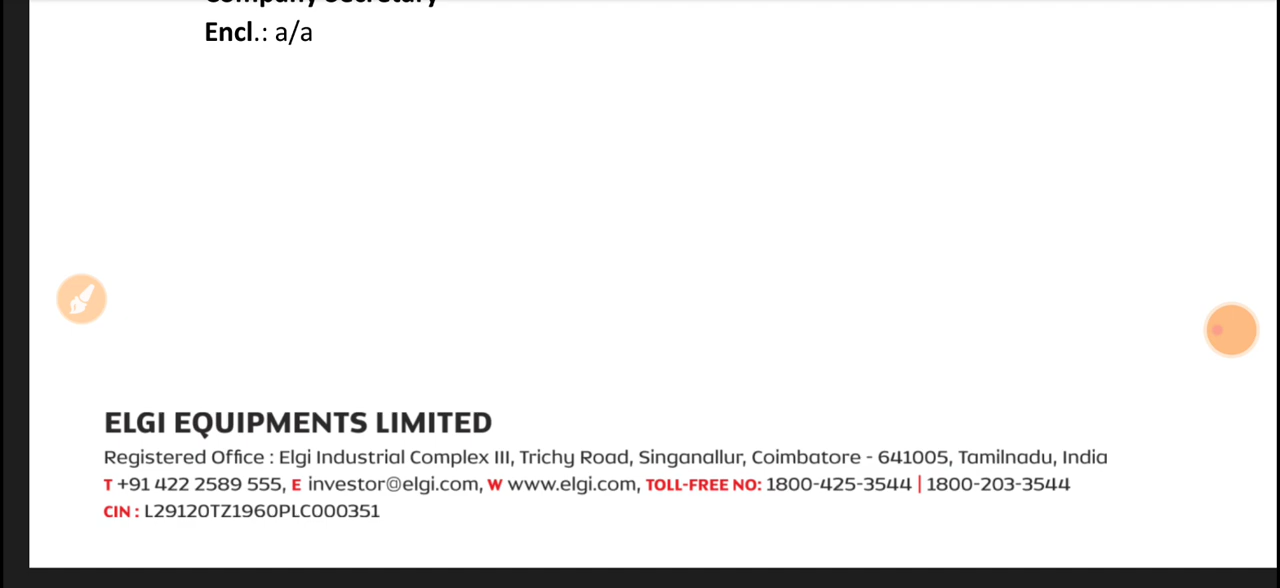 Company Secretary
Encl.: a/a
ELGI EQUIPMENTS LIMITED
Registered Office : Elgi Industrial Complex III, Trichy Road, Singanallur, Coimbatore - 641005, Tamilnadu, India
T +91 422 2589 555, E investor@elgi.com, W www.elgi.com, TOLL-FREE NO: 1800-425-3544 | 1800-203-3544
CIN : L29120TZ1960PLC000351